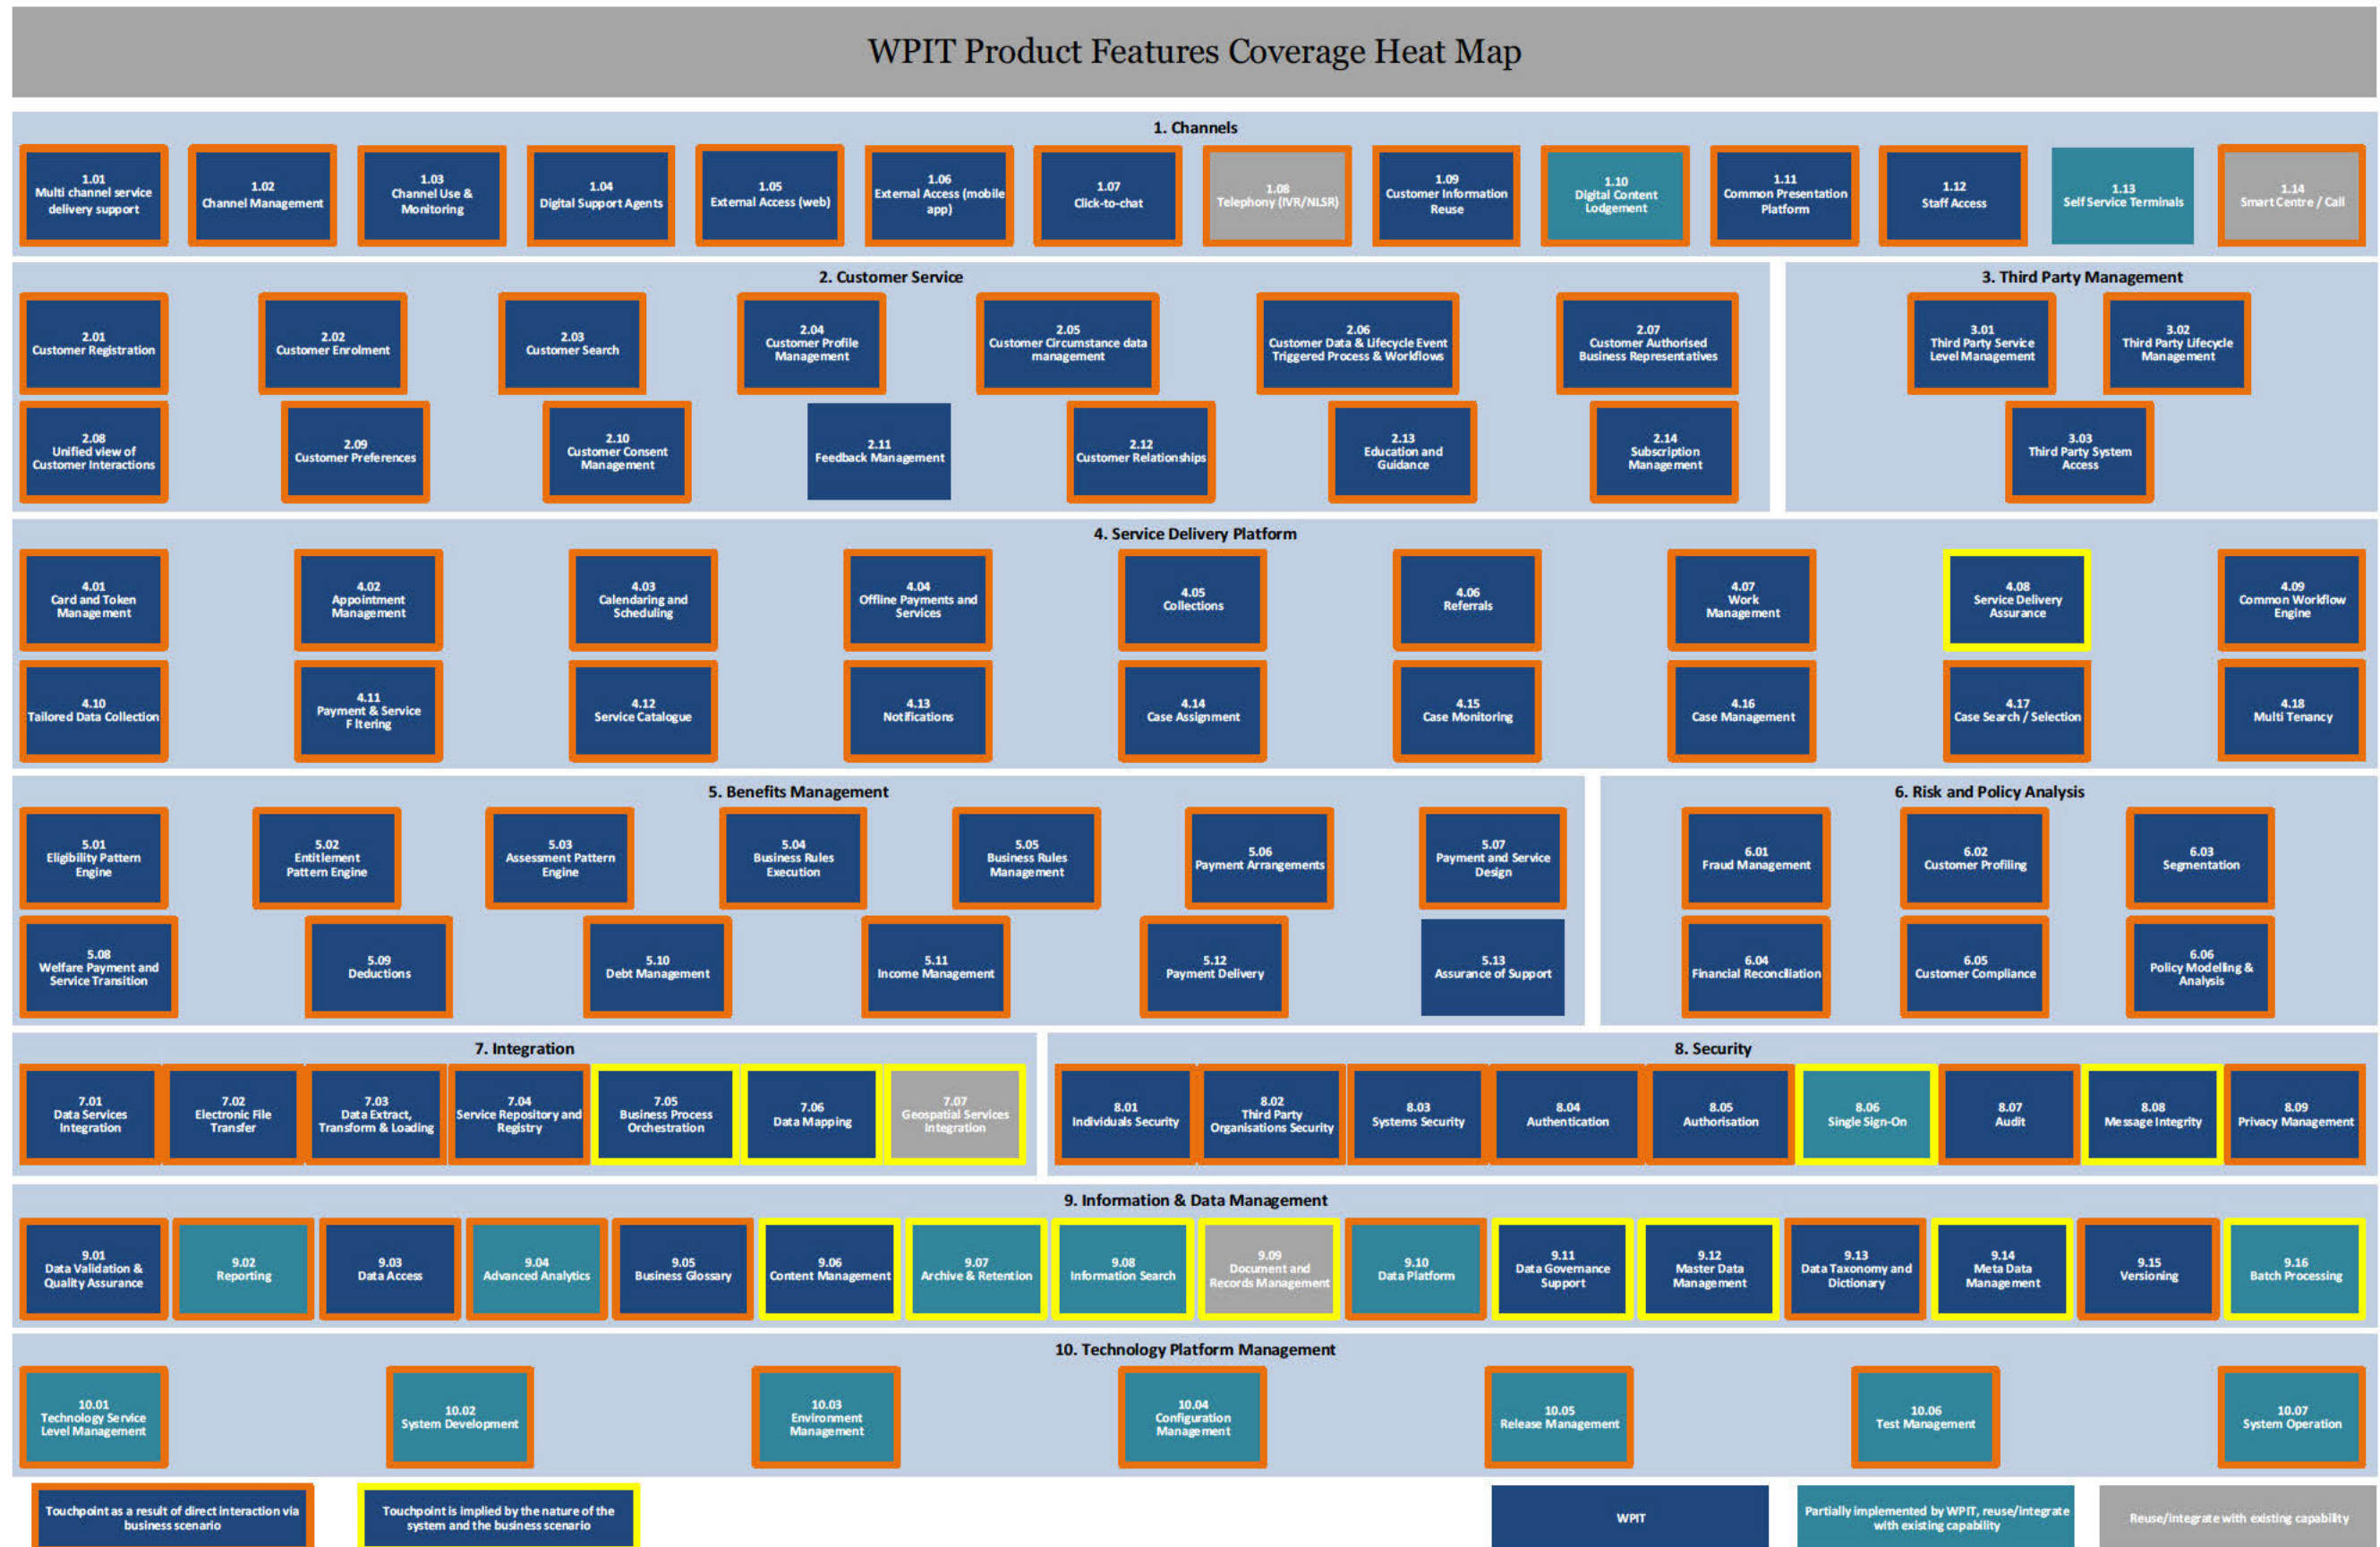 WPIT Product Features Coverage Heat Map
1. Channels
1.01
Multi channel service
delivery support
1.02
Channel Management
1.03
Channel Use &
Monitoring
1.04
Digital Support Agents
1.05
External Access (web)
1.06
External Access (mobile
app)
1.07
Click-to-chat
1.08
Telephony (IVR/NLSR)
1.09
Customer Information
Reuse
1.10
Digital Content
Lodgement
1.11
Common Presentation
Platform
1.12
Staff Access
1.13
Self Service Terminals
1.14
Smart Centre / Call
2. Customer Service
2.01
Customer Registration
2.02
Customer Enrolment
2.03
Customer Search
2.04
Customer Profile
Management
2.05
Customer Circumstance data
management
2.06
Customer Data & Lifecycle Event
Triggered Process & Workflows
2.07
Customer Authorised
Business Representatives
2.08
Unified view of
Customer Interactions
2.09
Customer Preferences
2.10
Customer Consent
Management
2.11
Feedback Management
2.12
Customer Relationships
2.13
Education and
Guidance
2.14
Subscription
Management
3. Third Party Management
3.01
Third Party Service
Level Management
3.02
Third Party Lifecycle
Management
3.03
Third Party System
Access
4. Service Delivery Platform
4.01
Card and Token
Management
4.02
Appointment
Management
4.03
Calendaring and
Scheduling
4.04
Offline Payments and
Services
4.05
Collections
4.06
Referrals
4.07
Work
Management
4.08
Service Delivery
Assurance
4.09
Common Workflow
Engine
4.10
Tailored Data Collection
4.11
Payment & Service
F ltering
4.12
Service Catalogue
4.13
Notifications
4.14
Case Assignment
4.15
Case Monitoring
4.16
Case Management
4.17
Case Search / Selection
4.18
Multi Tenancy
5. Benefits Management
5.01
Eligibility Pattern
Engine
5.02
Entitlement
Pattern Engine
5.03
Assessment Pattern
Engine
5.04
Business Rules
Execution
5.05
Business Rules
Management
5.06
Payment Arrangements
5.07
Payment and Service
Design
5.08
Welfare Payment and
Service Transition
5.09
Deductions
5.10
Debt Management
5.11
Income Management
5.12
Payment Delivery
5.13
Assurance of Support
6. Risk and Policy Analysis
6.01
Fraud Management
6.02
Customer Profiling
6.03
Segmentation
6.04
Financial Reconciliation
6.05
Customer Compliance
6.06
Policy Modelling &
Analysis
7. Integration
7.01
Data Services
Integration
7.02
Electronic File
Transfer
7.03
Data Extract,
Transform & Loading
7.04
Service Repository and
Registry
7.05
Business Process
Orchestration
7.06
Data Mapping
7.07
Geospatial Services
Integration
8. Security
8.01
Individuals Security
8.02
Third Party
Organisations Security
8.03
Systems Security
8.04
Authentication
8.05
Authorisation
8.06
Single Sign-On
8.07
Audit
8.08
Message Integrity
8.09
Privacy Management
9. Information & Data Management
9.01
Data Validation &
Quality Assurance
9.02
Reporting
9.03
Data Access
9.04
Advanced Analytics
9.05
Business Glossary
9.06
Content Management
9.07
Archive & Retention
9.08
Information Search
9.09
Document and
Records Management
9.10
Data Platform
9.11
Data Governance
Support
9.12
Master Data
Management
9.13
Data Taxonomy and
Dictionary
9.14
Meta Data
Management
9.15
Versioning
9.16
Batch Processing
10. Technology Platform Management
10.01
Technology Service
Level Management
10.02
System Development
10.03
Environment
Management
10.04
Configuration
Management
10.05
Release Management
10.06
Test Management
10.07
System Operation
Touchpoint as a result of direct interaction via
business scenario
Touchpoint is implied by the nature of the
system and the business scenario
WPIT
Partially implemented by WPIT, reuse/integrate
with existing capability
Reuse/integrate with existing capability